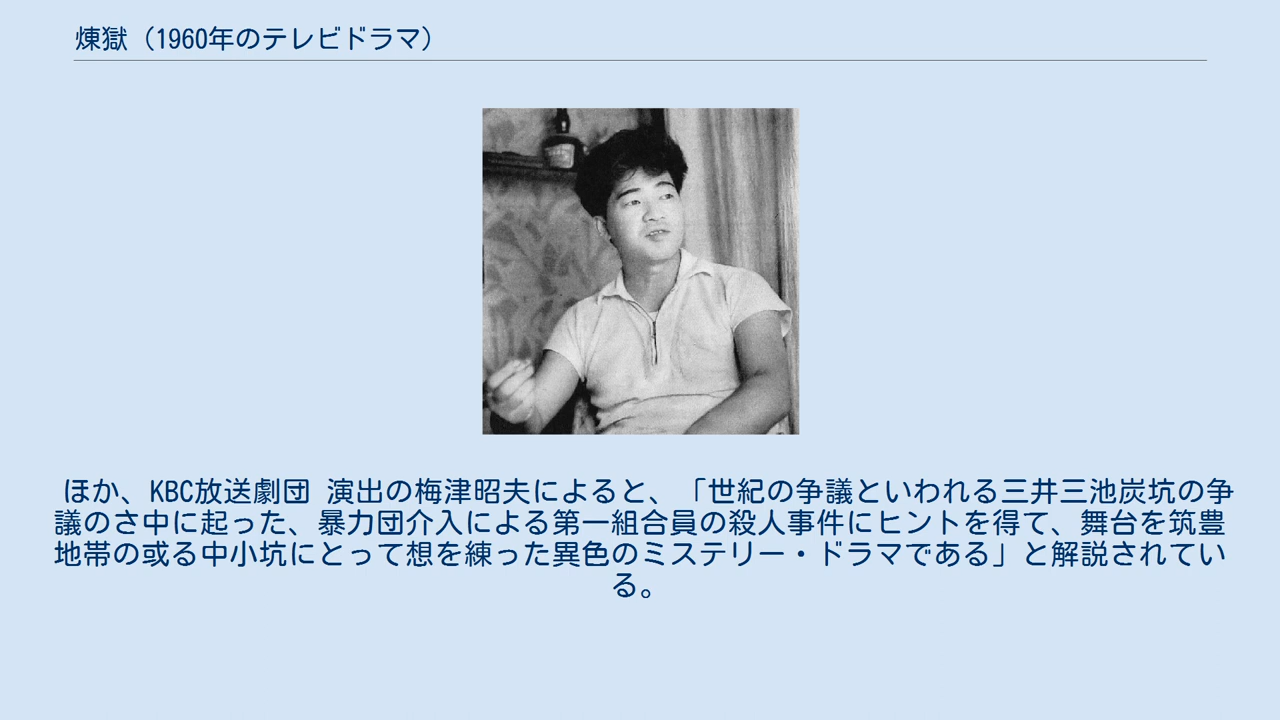 煉獄（1960年のテレビドラマ）
ほか、KBC放送劇団 演出の梅津昭夫によると、「世紀の争議といわれる三井三池炭坑の争
議のさ中に起った、暴力団介入による第一組合員の殺人事件にヒントを得て、舞台を筑豊
地帯の或る中小坑にとって想を練った異色のミステリー・ドラマである」と解説されてい
る。